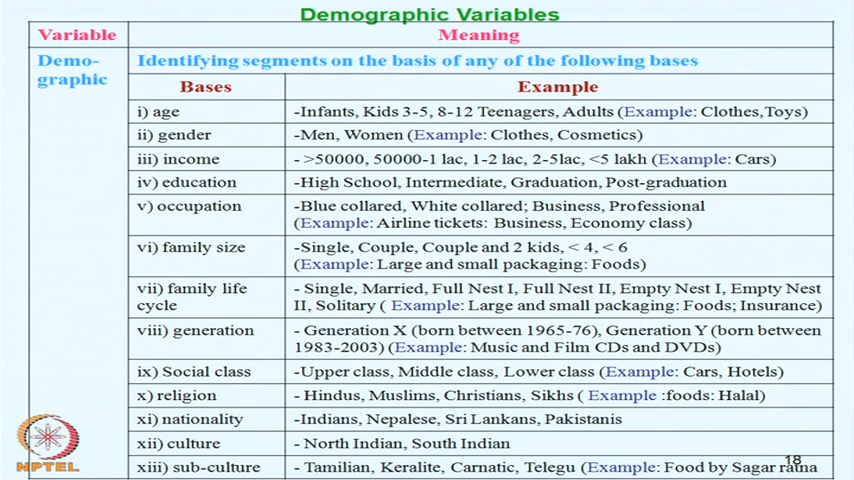 Demographic Variables
Variable Meaning
Demo- Identifying segments on the basis of any of the following bases
graphic
Bases Example
i) age -Infants, Kids 3-5, 8-12 Teenagers, Adults (Example: Clothes,Toys)
ii) gender -Men, Women (Example: Clothes, Cosmetics)
iii) income - >50000, 50000-1 lac, 1-2 lac, 2-5lac, <5 lakh (Example: Cars)
iv) education -High School, Intermediate, Graduation, Post-graduation
v) occupation -Blue collared, White collared; Business, Professional
(Example: Airline tickets: Business, Economy class)
vi) family size -Single, Couple, Couple and 2 kids, < 4, < 6
(Example: Large and small packaging: Foods)
vii) family life - Single, Married, Full Nest I, Full Nest II, Empty Nest I, Empty Nest
cycle II, Solitary ( Example: Large and small packaging: Foods; Insurance)
viii) generation - Generation X (born between 1965-76), Generation Y (born between
1983-2003) (Example: Music and Film CDs and DVDs)
ix) Social class -Upper class, Middle class, Lower class (Example: Cars, Hotels)
x) religion - Hindus, Muslims, Christians, Sikhs ( Example :foods: Halal)
xi) nationality -Indians, Nepalese, Sri Lankans, Pakistanis
xii) culture - North Indian, South Indian
18
xiii) sub-culture - Tamilian, Keralite, Carnatic, Telegu (Example: Food by Sagar ratna
NPTEL